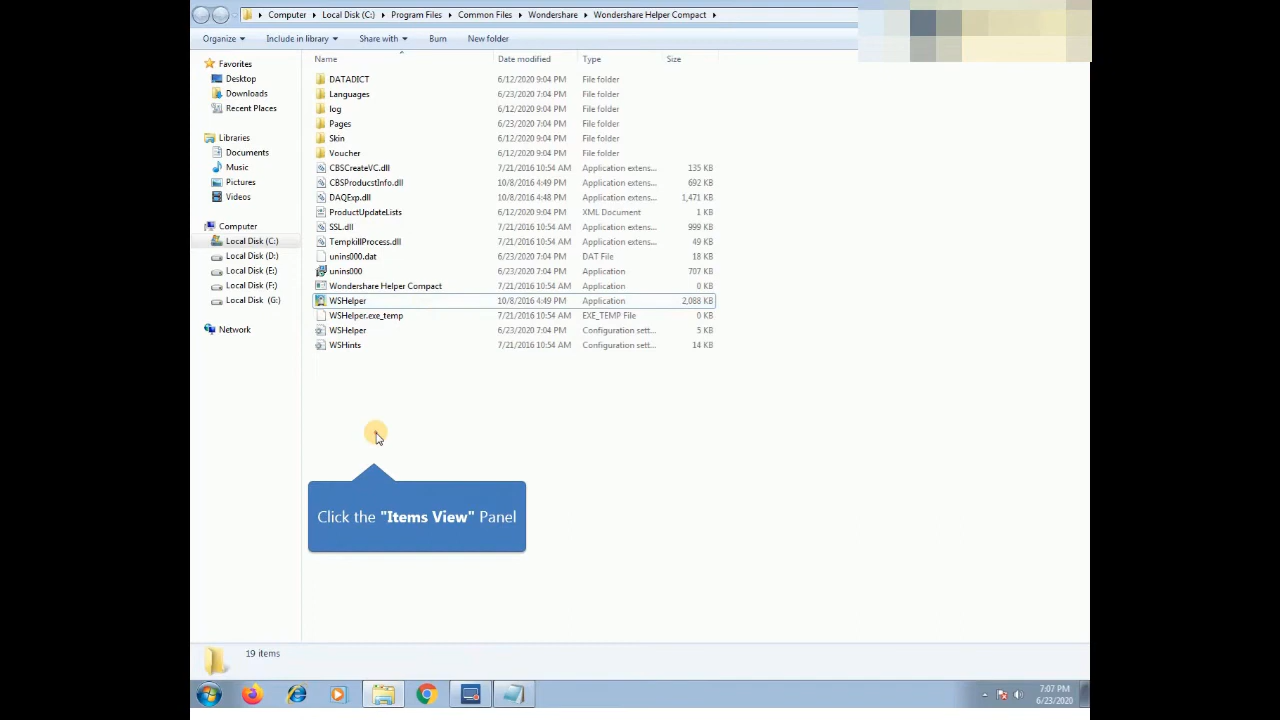 Computer Local Disk (C:) Program Files Common Files Wondershare Wondershare Helper Compact
Organize Include in library Share with Burn New folder
Name Date modified Type Size
Favorites
Desktop
Downloads
Recent Places
Libraries
Documents
Music
Pictures
Videos
Computer
Local Disk (C:)
Local Disk (D:)
Local Disk (E:)
Local Disk (F:)
Local Disk (G:)
Network
DATADICT 6/12/2020 9:04 PM File folder
Languages 6/23/2020 7:04 PM File folder
log 6/12/2020 9:04 PM File folder
Pages 6/23/2020 7:04 PM File folder
Skin 6/12/2020 9:04 PM File folder
Voucher 6/12/2020 9:04 PM File folder
CBSCreateVC.dll 7/21/2016 10:54 AM Application extens... 135 KB
CBSProducstInfo.dll 10/8/2016 4:49 PM Application extens... 692 KB
DAQExp.dll 10/8/2016 4:48 PM Application extens... 1,471 KB
ProductUpdateLists 6/12/2020 9:04 PM XML Document 1 KB
SSL.dll 7/21/2016 10:54 AM Application extens... 999 KB
TempkillProcess.dll 7/21/2016 10:54 AM Application extens... 49 KB
unins000.dat 6/23/2020 7:04 PM DAT File 18 KB
unins000 6/23/2020 7:04 PM Application 707 KB
Wondershare Helper Compact 7/21/2016 10:54 AM Application 0 KB
WSHelper 10/8/2016 4:49 PM Application 2,088 KB
WSHelper.exe_temp 7/21/2016 10:54 AM EXE_TEMP File 0 KB
WSHelper 6/23/2020 7:04 PM Configuration sett... 5 KB
WSHints 7/21/2016 10:54 AM Configuration sett... 14 KB
Click the "Items View" Panel
19 items
7:07 PM
6/23/2020